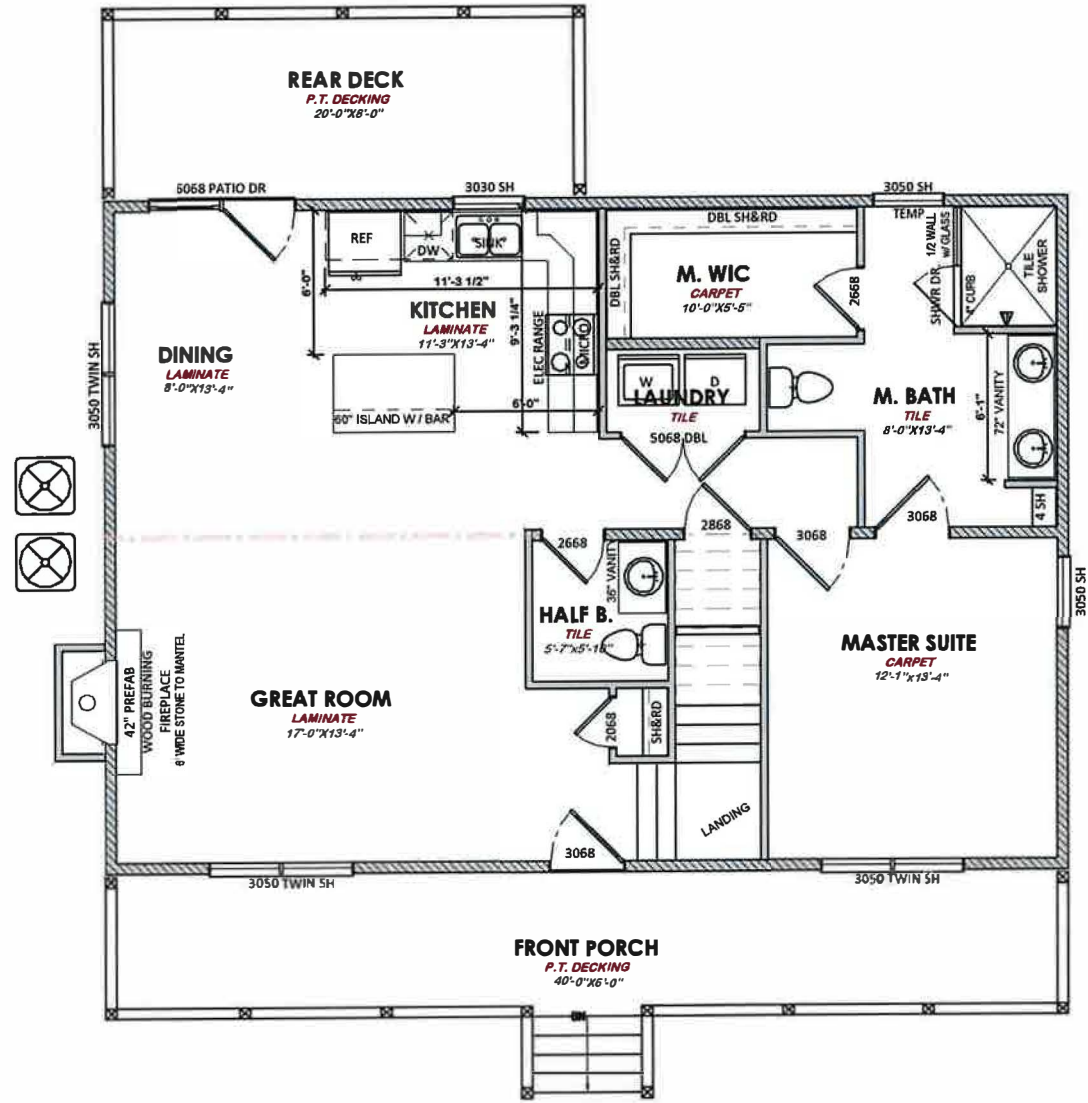 REAR DECK
P.T. DECKING
20'-0"X8'-0"
6068 PATIO DR
3030 SH
3050 SH
TEMP
REF
DW
SINK
6'-0"
11'-3 1/2"
KITCHEN
LAMINATE
11'-3"X13'-4"
9'-3 1/4"
ELEC RANGE
MICRO
DBL SH&RD
DBL SH&RD
M. WIC
CARPET
10'-0"X5'-5"
2668
1/2 WALL
w/ GLASS
SHWR DR.
4" CURB
TILE
SHOWER
3050 TWIN SH
DINING
LAMINATE
8'-0"X13'-4"
60" ISLAND W/ BAR
6'-0"
W
D
LAUNDRY
TILE
5068 DBL
M. BATH
TILE
8'-0"X13'-4"
6'-1"
72" VANITY
4 SH
3068
2868
3068
2668
36" VANIT
HALF B.
TILE
5'-7"x5'-10"
3050 SH
MASTER SUITE
CARPET
12'-1"x13'-4"
42" PREFAB
WOOD BURNING
FIREPLACE
6' WIDE STONE TO MANTEL
GREAT ROOM
LAMINATE
17'-0"X13'-4"
2068
SH&RD
LANDING
3068
3050 TWIN SH
3050 TWIN SH
FRONT PORCH
P.T. DECKING
40'-0"X6'-0"
DN